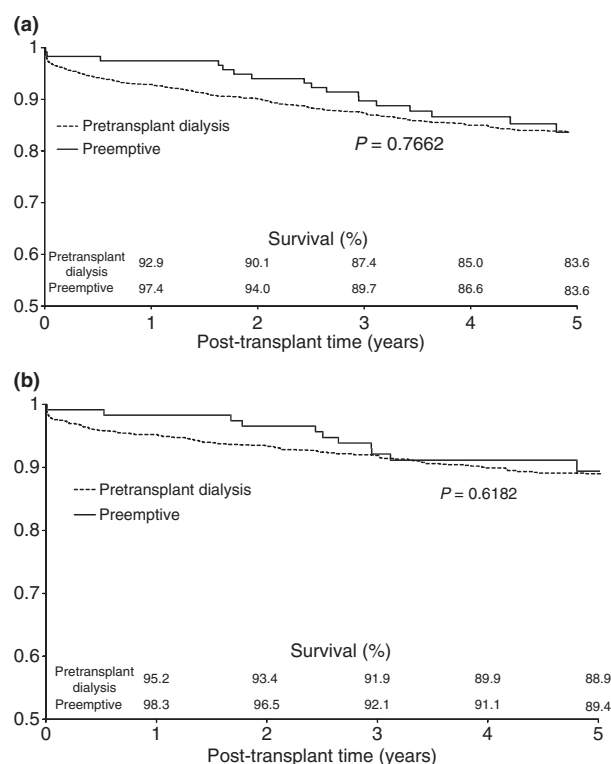 (a)
1
0.9
0.8
0.7
0.6
0.5
Pretransplant dialysis
Preemptive
P = 0.7662
Survival (%)
Pretransplant dialysis 92.9 90.1 87.4 85.0 83.6
Preemptive 97.4 94.0 89.7 86.6 83.6
0 1 2 3 4 5
Post-transplant time (years)
(b)
1
0.9
0.8
0.7
0.6
0.5
Pretransplant dialysis
Preemptive
P = 0.6182
Survival (%)
Pretransplant dialysis 95.2 93.4 91.9 89.9 88.9
Preemptive 98.3 96.5 92.1 91.1 89.4
0 1 2 3 4 5
Post-transplant time (years)